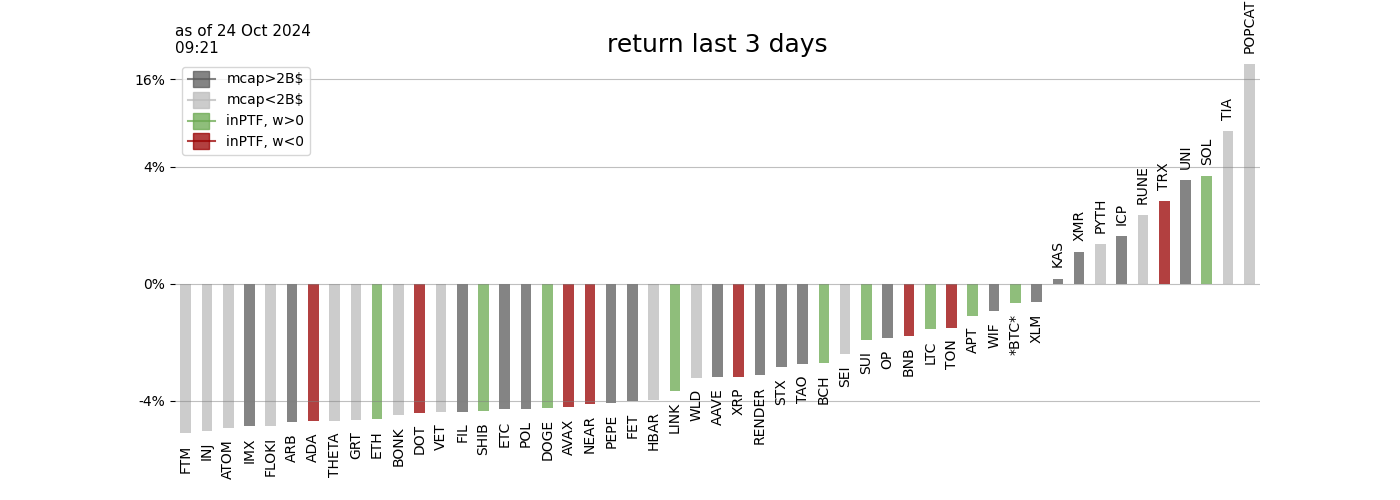 as of 24 Oct 2024
09:21
return last 3 days
mcap>2B$
mcap<2B$
inPTF, w>0
inPTF, w<0
16%
4%
0%
-4%
FTM
INJ
ATOM
IMX
FLOKI
ARB
ADA
THETA
GRT
ETH
BONK
DOT
VET
FIL
SHIB
ETC
POL
DOGE
AVAX
NEAR
PEPE
FET
HBAR
LINK
WLD
AAVE
XRP
RENDER
STX
TAO
BCH
SEI
SUI
OP
BNB
LTC
TON
APT
WIF
*BTC*
XLM
KAS
XMR
PYTH
ICP
RUNE
TRX
UNI
SOL
TIA
POPCAT